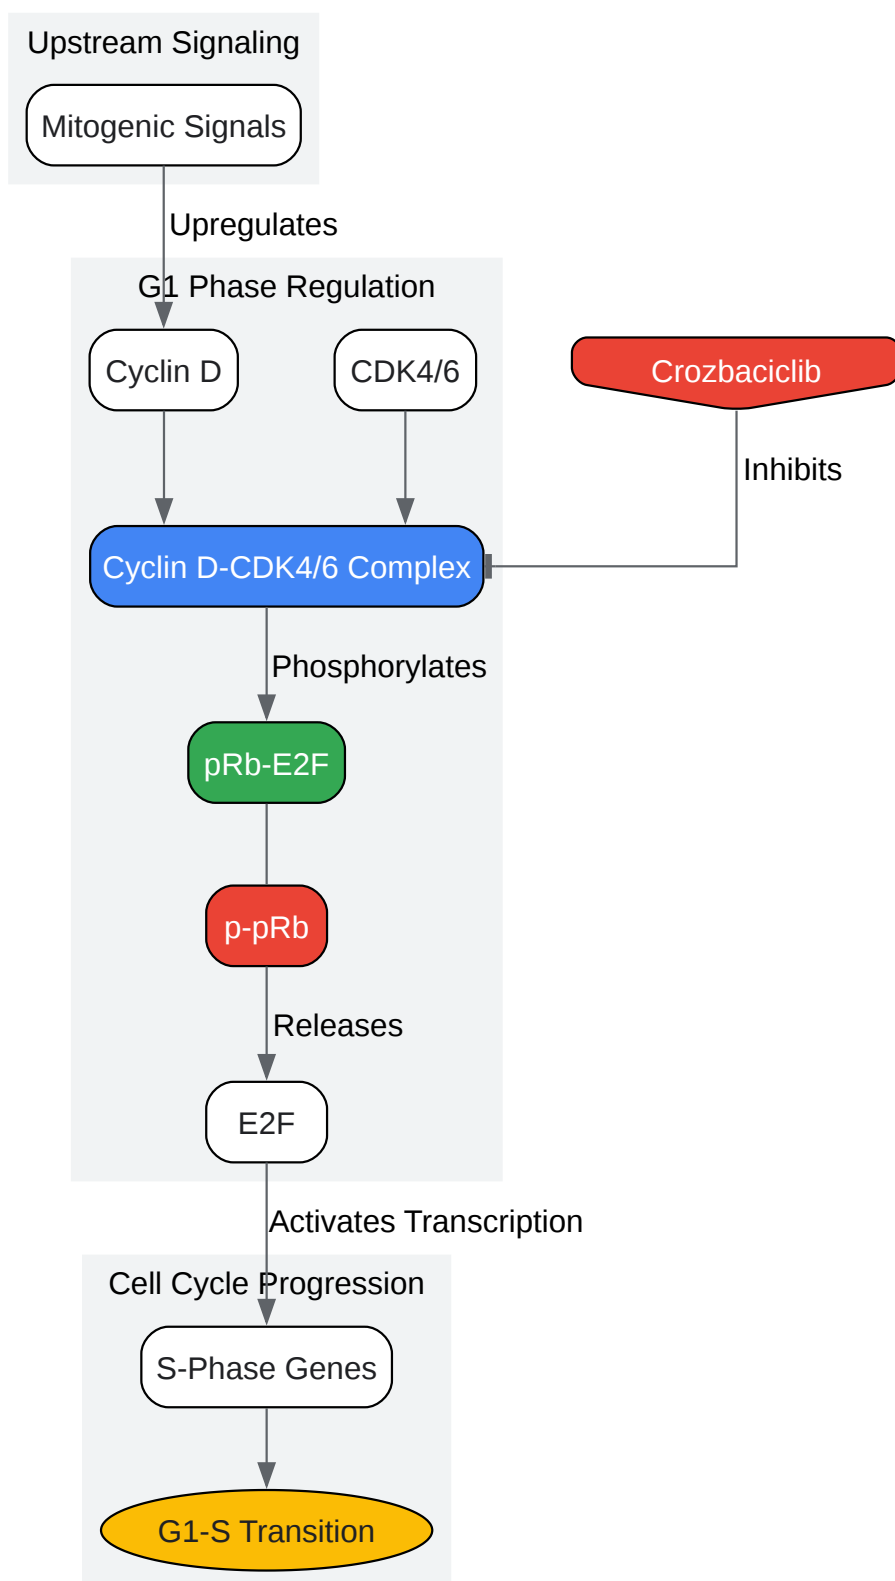 Upstream Signaling
Mitogenic Signals
Upregulates
G1 Phase Regulation
Cyclin D
CDK4/6
Crozbaciclib
Inhibits
Cyclin D-CDK4/6 Complex
Phosphorylates
pRb-E2F
p-pRb
Releases
E2F
Activates Transcription
Cell Cycle Progression
S-Phase Genes
G1-S Transition